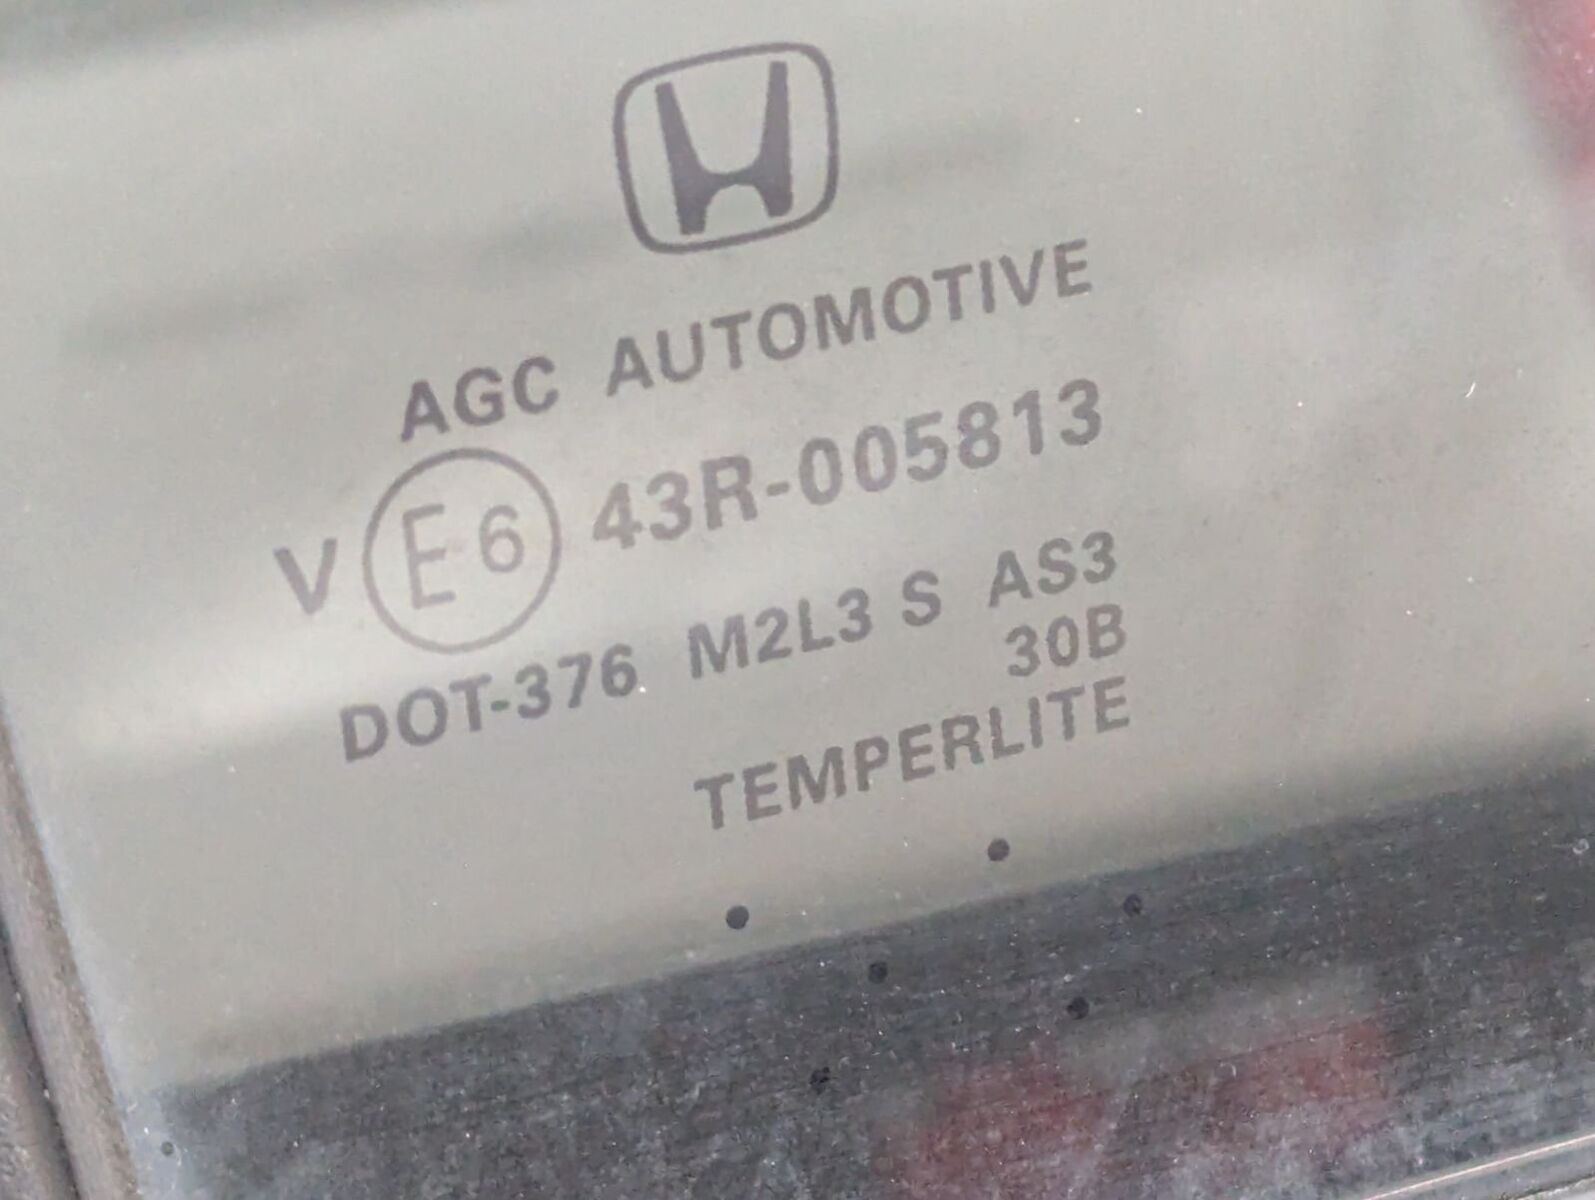 AGC AUTOMOTIVE
V E6 43R-005813
DOT-376 M2L3 S AS3
30B
TEMPERLITE